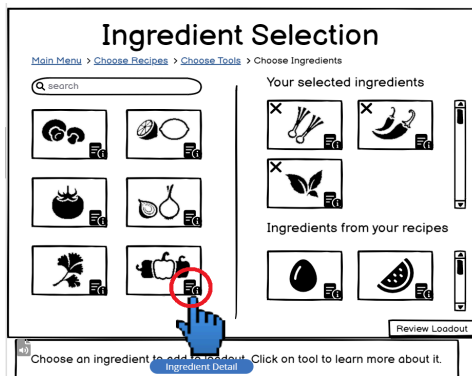 Ingredient Selection
Main Menu > Choose Recipes > Choose Tools > Choose Ingredients
search
Your selected ingredients
Ingredients from your recipes
Review Loadout
Choose an ingredient to add to loadout. Click on tool to learn more about it.
Ingredient Detail